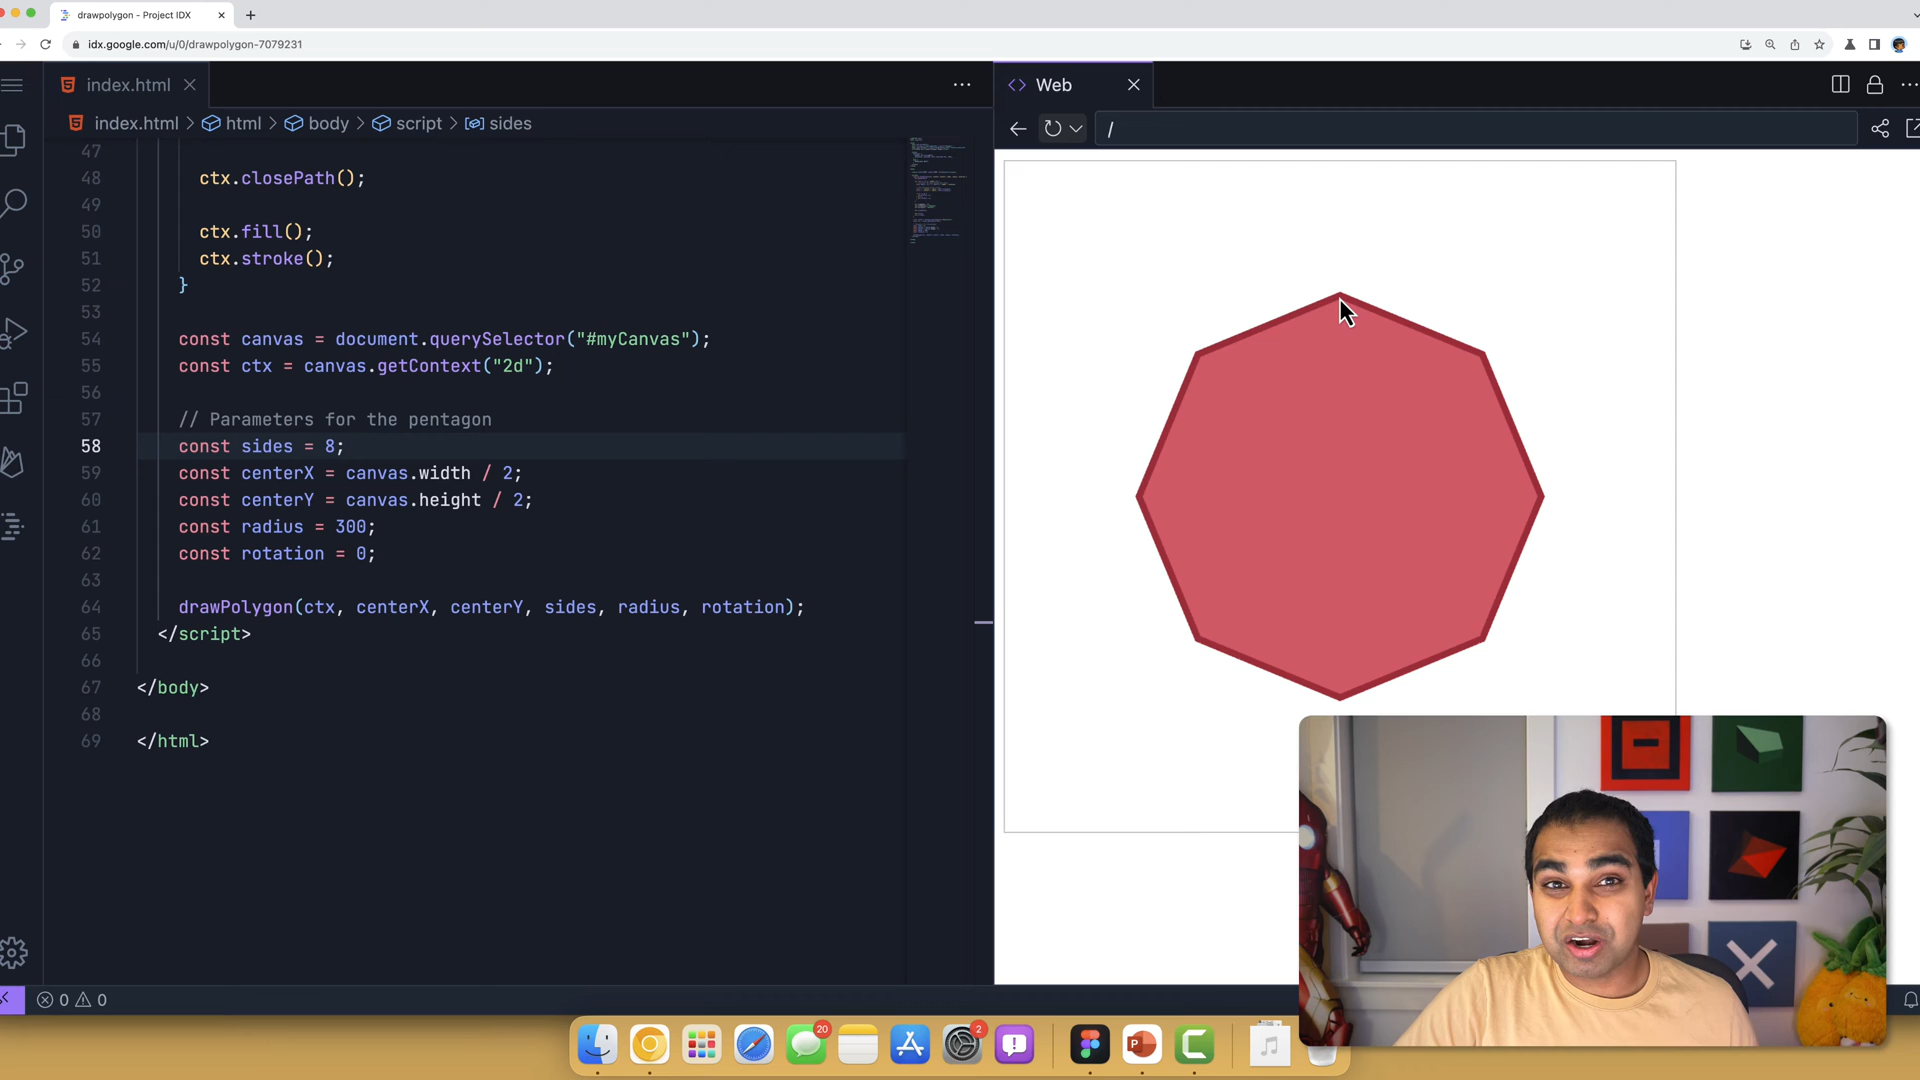 drawpolygon - Project IDX
idx.google.com/u/0/drawpolygon-7079231
index.html
Web
index.html > html > body > script > sides
/
47
48 ctx.closePath();
49
50 ctx.fill();
51 ctx.stroke();
52 }
53
54 const canvas = document.querySelector("#myCanvas");
55 const ctx = canvas.getContext("2d");
56
57 // Parameters for the pentagon
58 const sides = 8;
59 const centerX = canvas.width / 2;
60 const centerY = canvas.height / 2;
61 const radius = 300;
62 const rotation = 0;
63
64 drawPolygon(ctx, centerX, centerY, sides, radius, rotation);
65 </script>
66
67 </body>
68
69 </html>
0 0
20
2